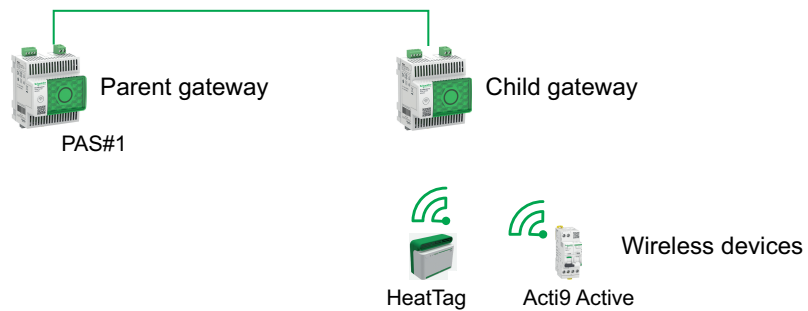 Parent gateway
Child gateway
PAS#1
Wireless devices
HeatTag
Acti9 Active